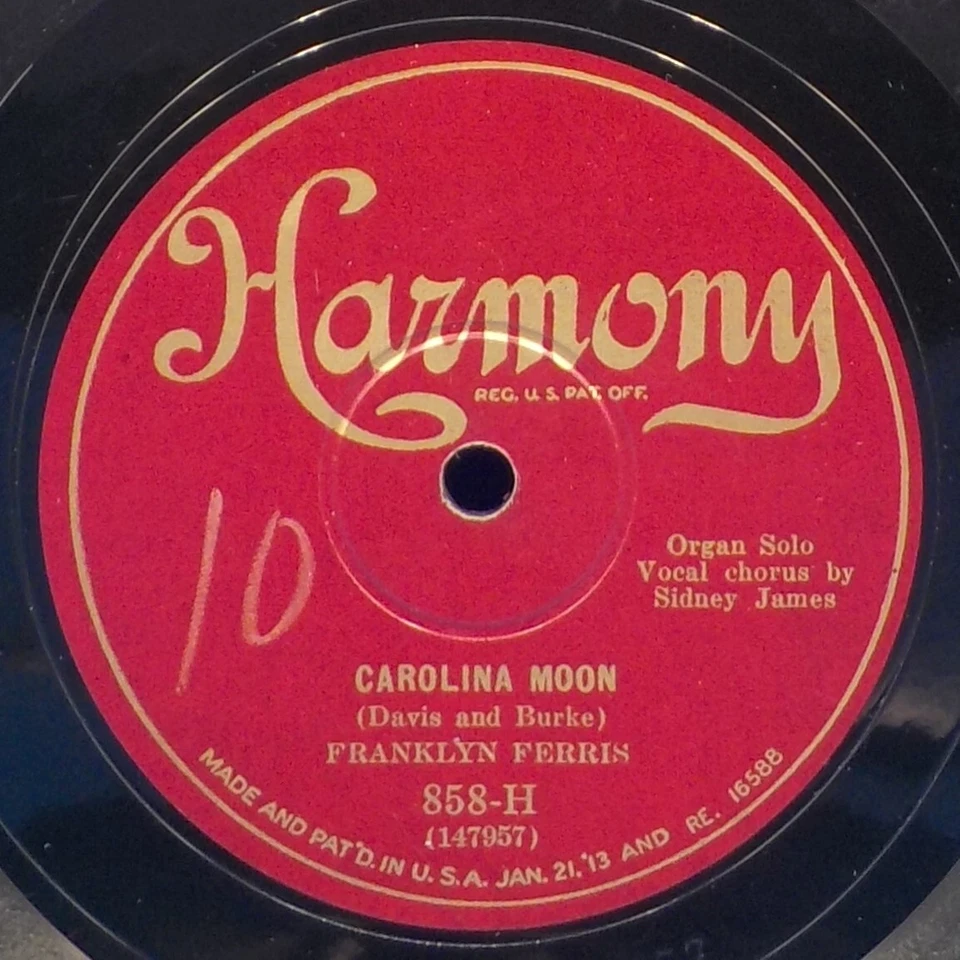 Harmony
REG. U. S. PAT. OFF.
10
Organ Solo
Vocal chorus by
Sidney James
CAROLINA MOON
(Davis and Burke)
FRANKLYN FERRIS
858-H
(147957)
MADE AND PAT'D. IN U. S. A. JAN. 21, '13 AND RE. 16588